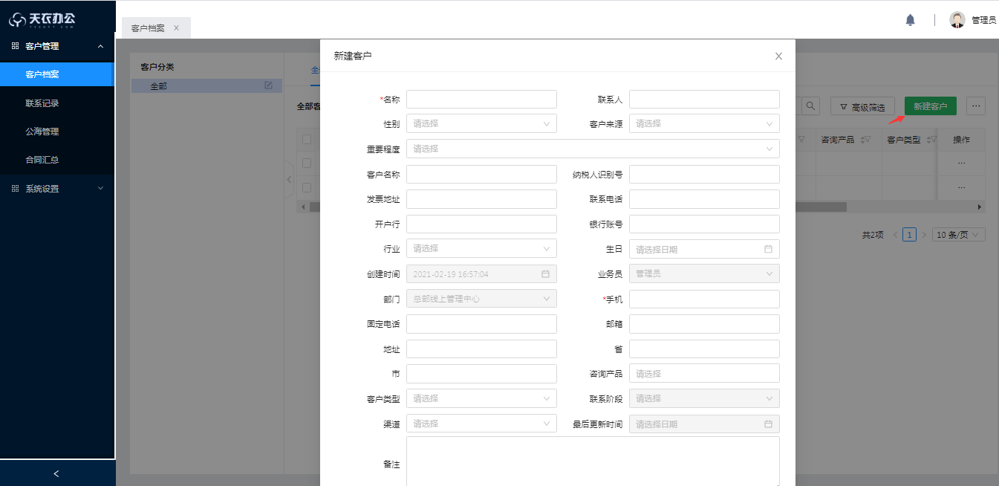 天衣办公
TYSOFT.COM
客户管理
客户档案
联系记录
公海管理
合同汇总
系统设置
客户档案
管理员
客户分类
全部
全部客
高级筛选
新建客户
咨询产品
客户类型
操作
共2项
1
10 条/页
新建客户
*名称
联系人
性别 请选择
客户来源 请选择
重要程度 请选择
客户名称
纳税人识别号
发票地址
联系电话
开户行
银行账号
行业 请选择
生日 请选择日期
创建时间 2021-02-19 16:57:04
业务员 管理员
部门 总部线上管理中心
*手机
固定电话
邮箱
地址
省
市
咨询产品 请选择
客户类型 请选择
联系阶段 请选择
渠道 请选择
最后更新时间 请选择日期
备注